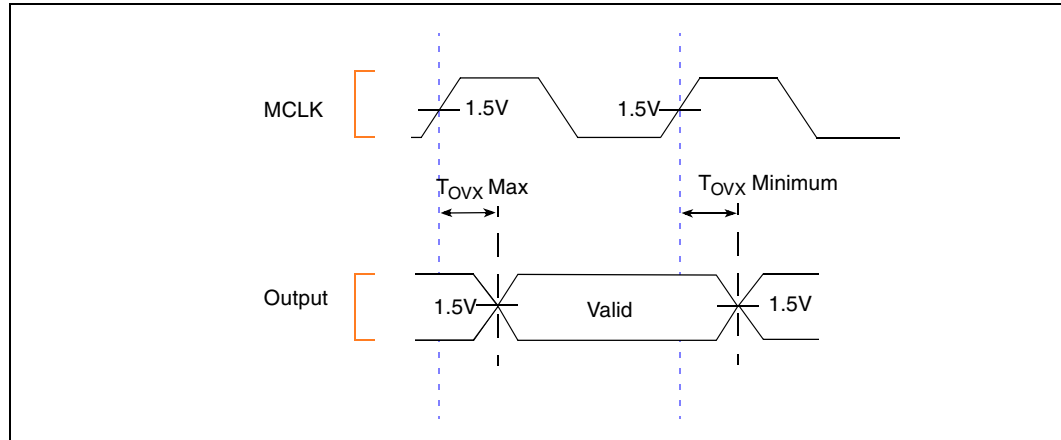 MCLK
1.5V
1.5V
TOVX Max
TOVX Minimum
Output
1.5V
Valid
1.5V